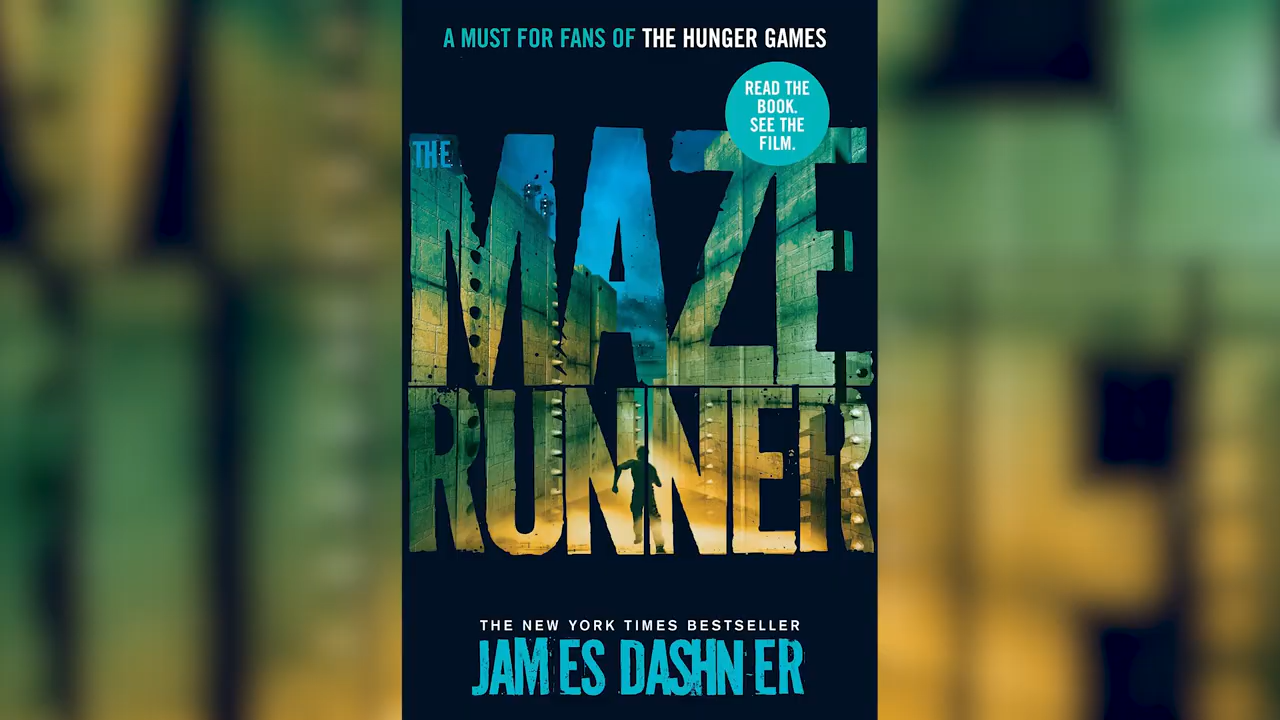 A MUST FOR FANS OF THE HUNGER GAMES
READ THE
BOOK.
SEE THE
FILM.
THE
MAZE
RUNNER
THE NEW YORK TIMES BESTSELLER
JAMES DASHNER